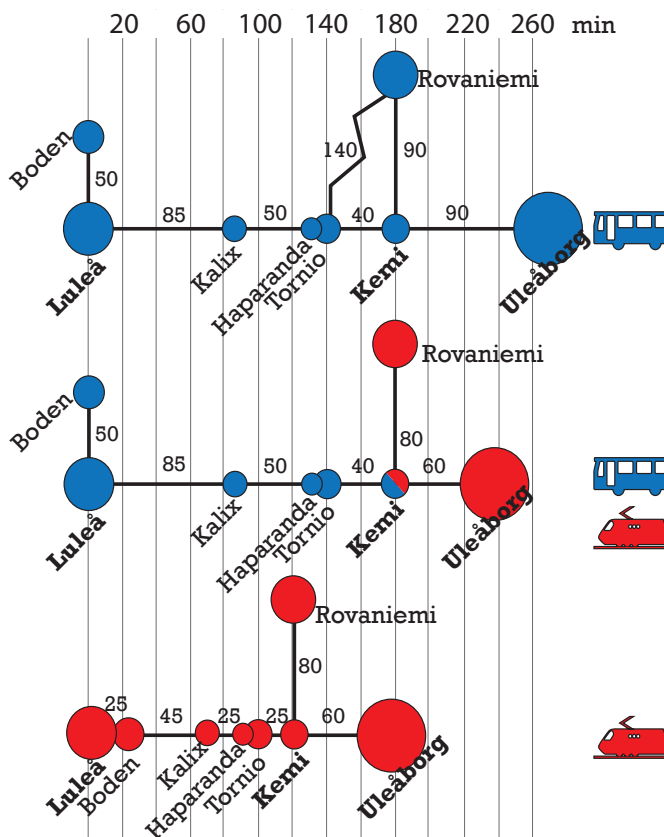 20 60 100 140 180 220 260 min
Rovaniemi
Boden
50
140
90
85
50
40
90
Luleå
Kalix
Haparanda
Tornio
Kemi
Uleåborg
Rovaniemi
Boden
50
80
85
50
40
60
Luleå
Kalix
Haparanda
Tornio
Kemi
Uleåborg
Rovaniemi
80
25
45
25
25
60
Luleå
Boden
Kalix
Haparanda
Tornio
Kemi
Uleåborg